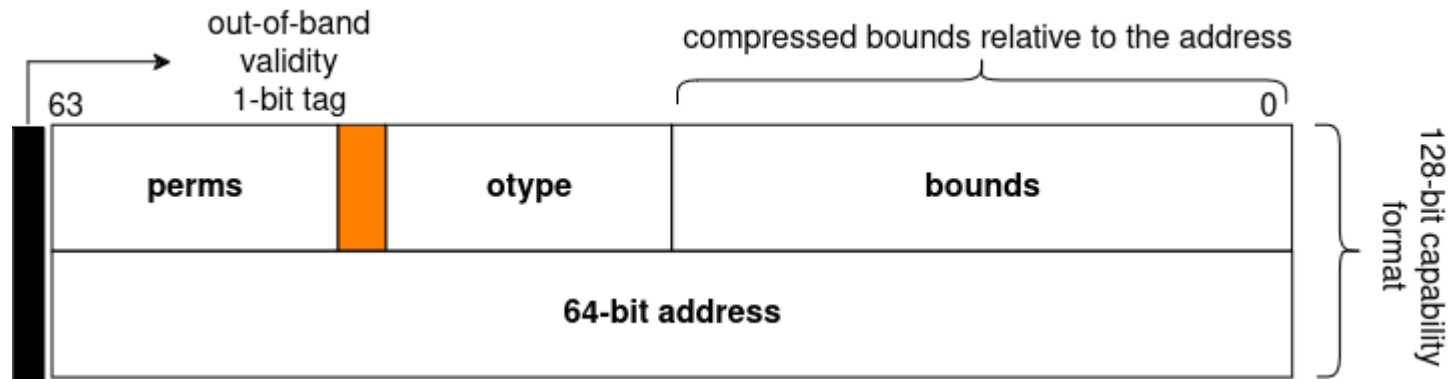 out-of-band
validity
1-bit tag
compressed bounds relative to the address
63
0
perms
otype
bounds
64-bit address
128-bit capability
format